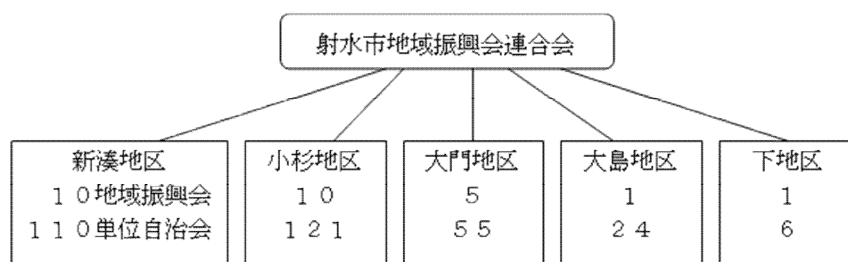 射水市地域振興会連合会
新湊地区
１０地域振興会
１１０単位自治会
小杉地区
１０
１２１
大門地区
５
５５
大島地区
１
２４
下地区
１
６